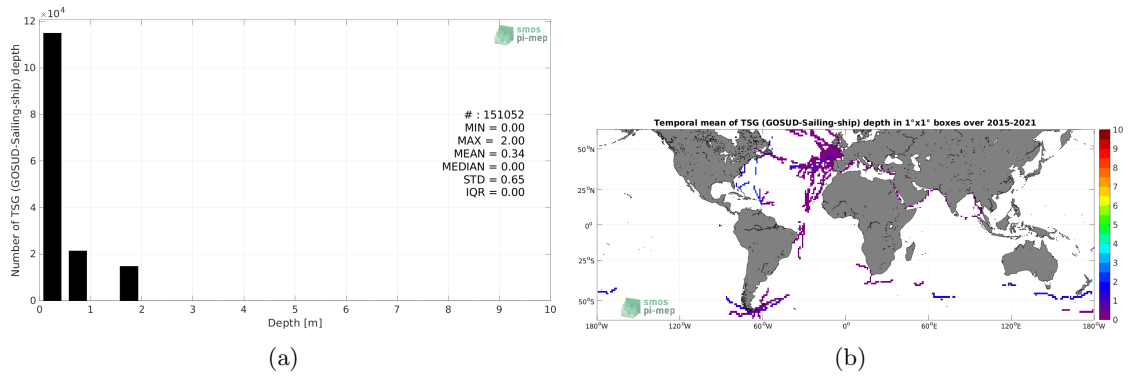 ×10⁴
12
10
8
6
4
2
0
Number of TSG (GOSUD-Sailing-ship) depth
smos
pi-mep
# : 151052
MIN = 0.00
MAX = 2.00
MEAN = 0.34
MEDIAN = 0.00
STD = 0.65
IQR = 0.00
0 1 2 3 4 5 6 7 8 9 10
Depth [m]
(a)
Temporal mean of TSG (GOSUD-Sailing-ship) depth in 1°x1° boxes over 2015-2021
50°N
25°N
0°
25°S
50°S
smos
pi-mep
180°W 120°W 60°W 0° 60°E 120°E 180°W
10
9
8
7
6
5
4
3
2
1
0
(b)